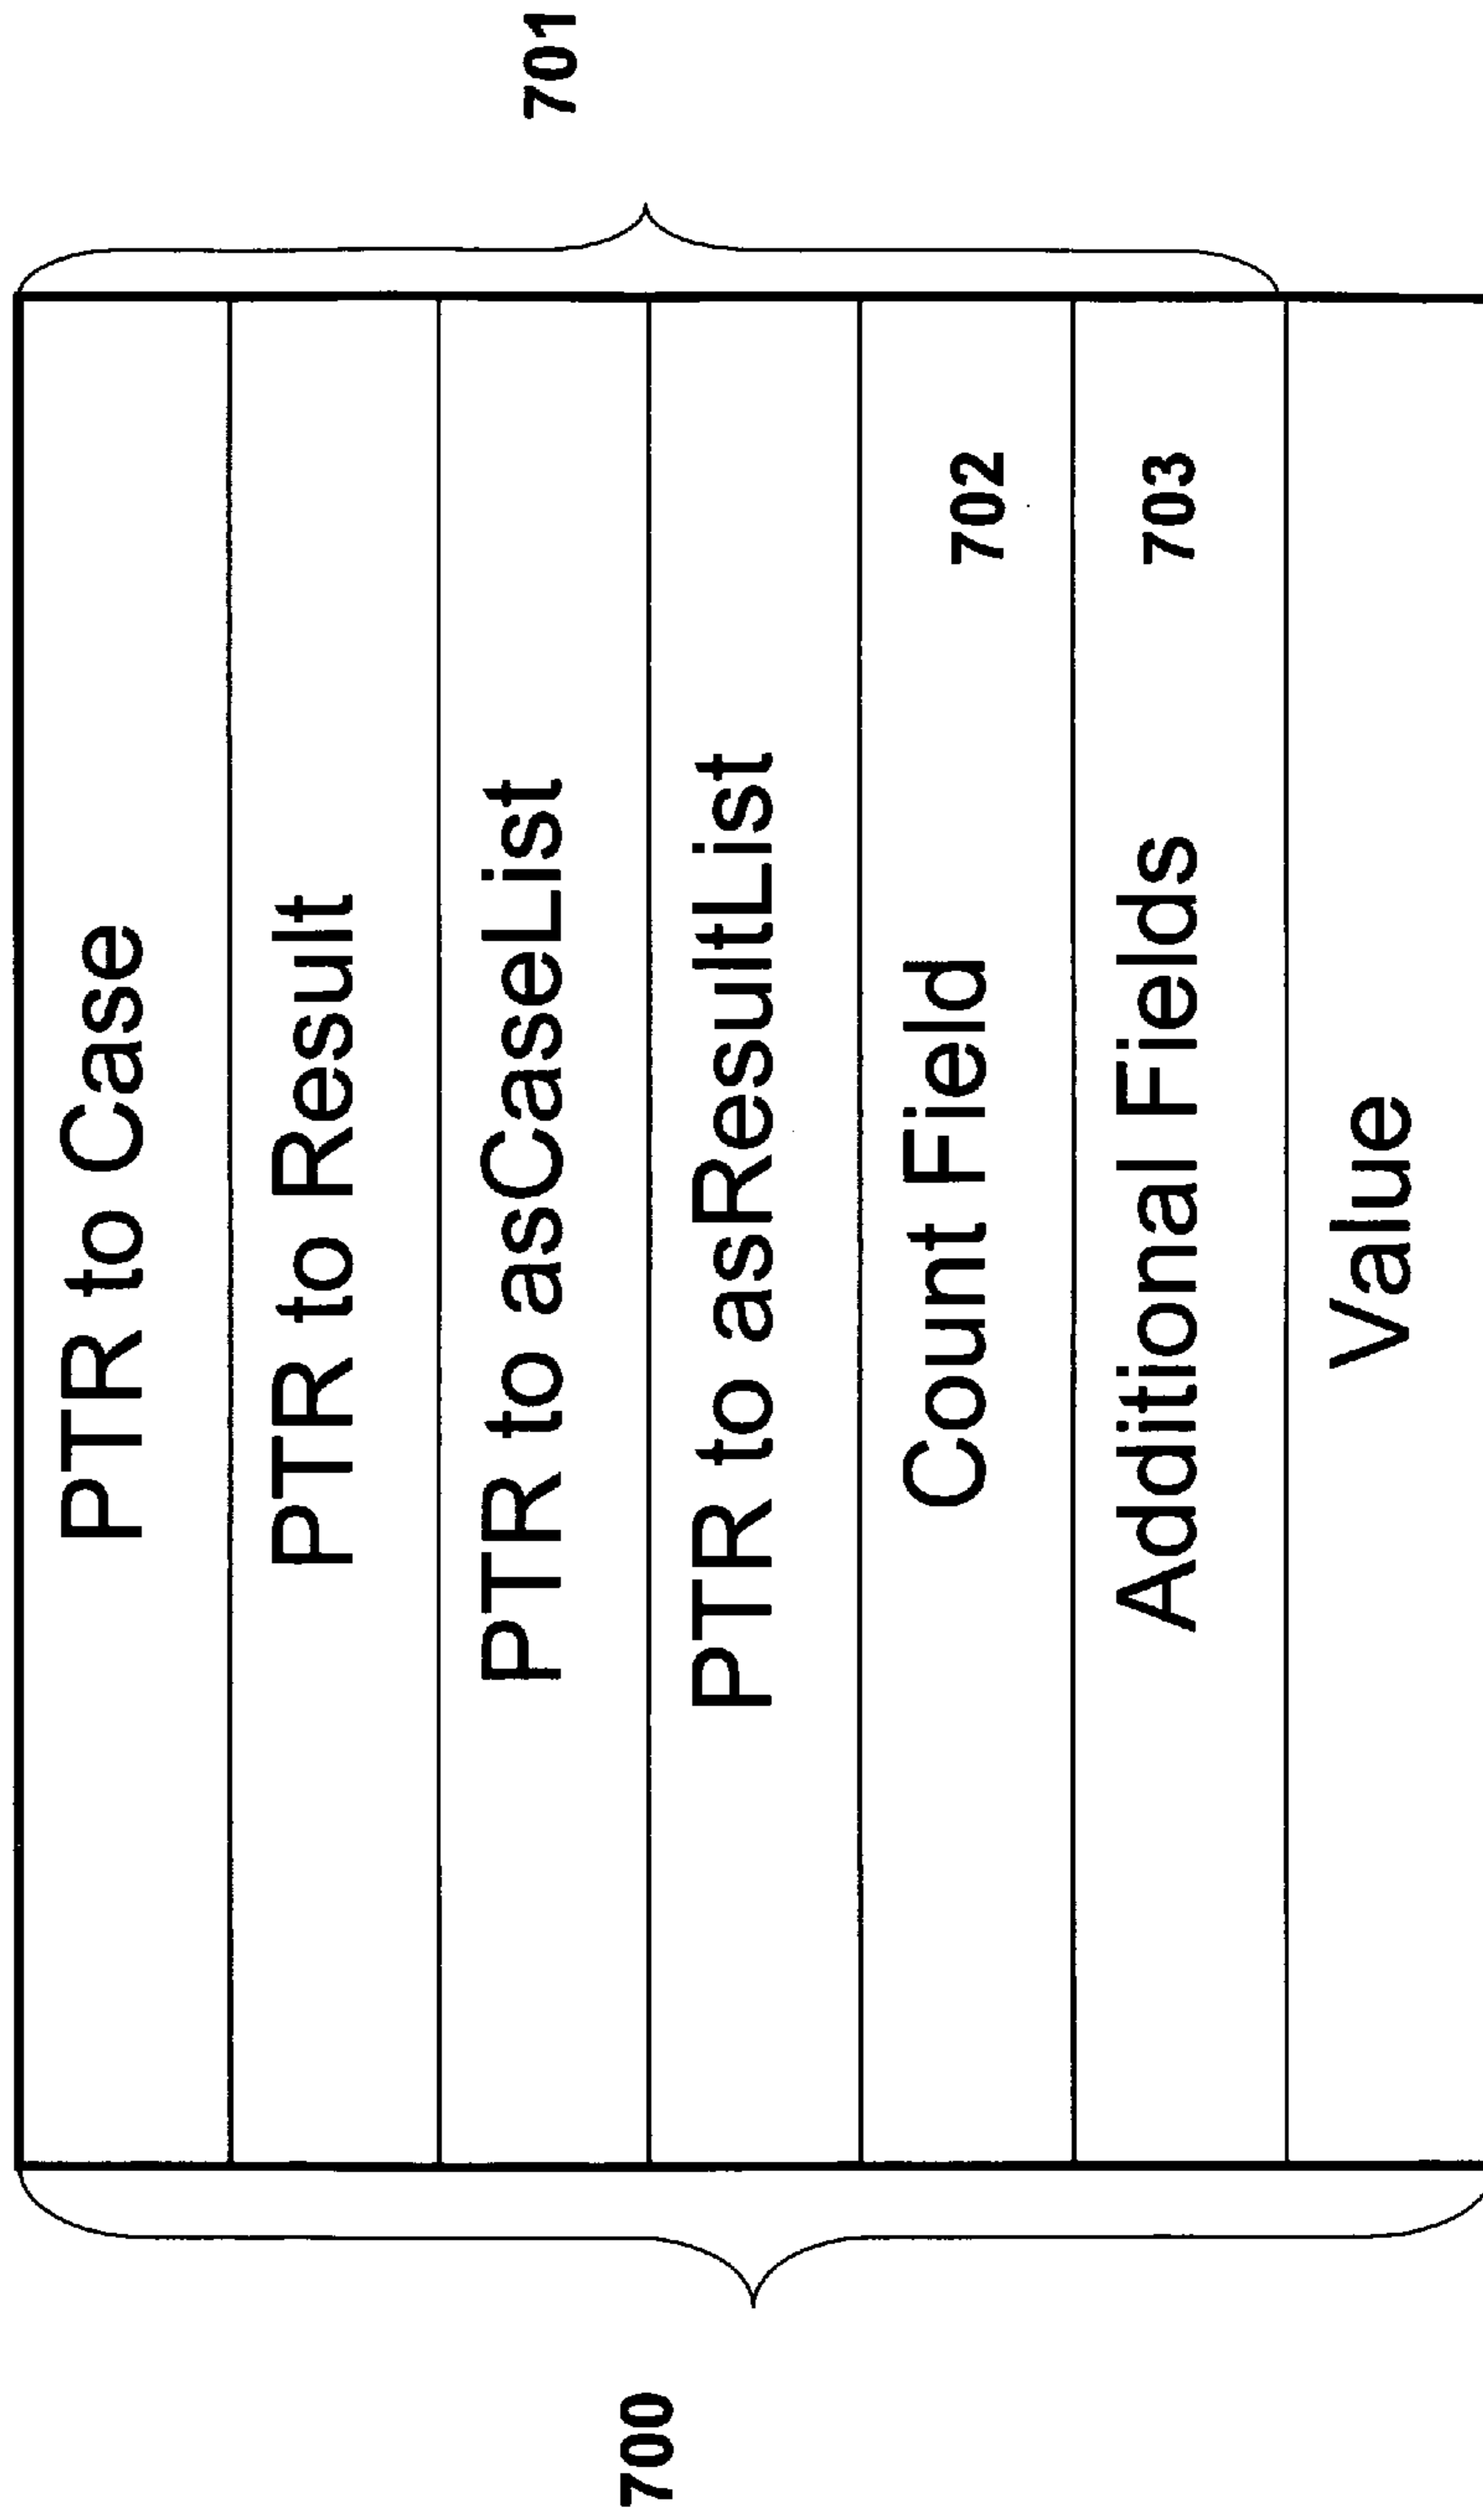 PTR to Case
PTR to Result
PTR to asCaseList
701
700
PTR to asResultList
Count Field
702
Additional Fields
703
Value